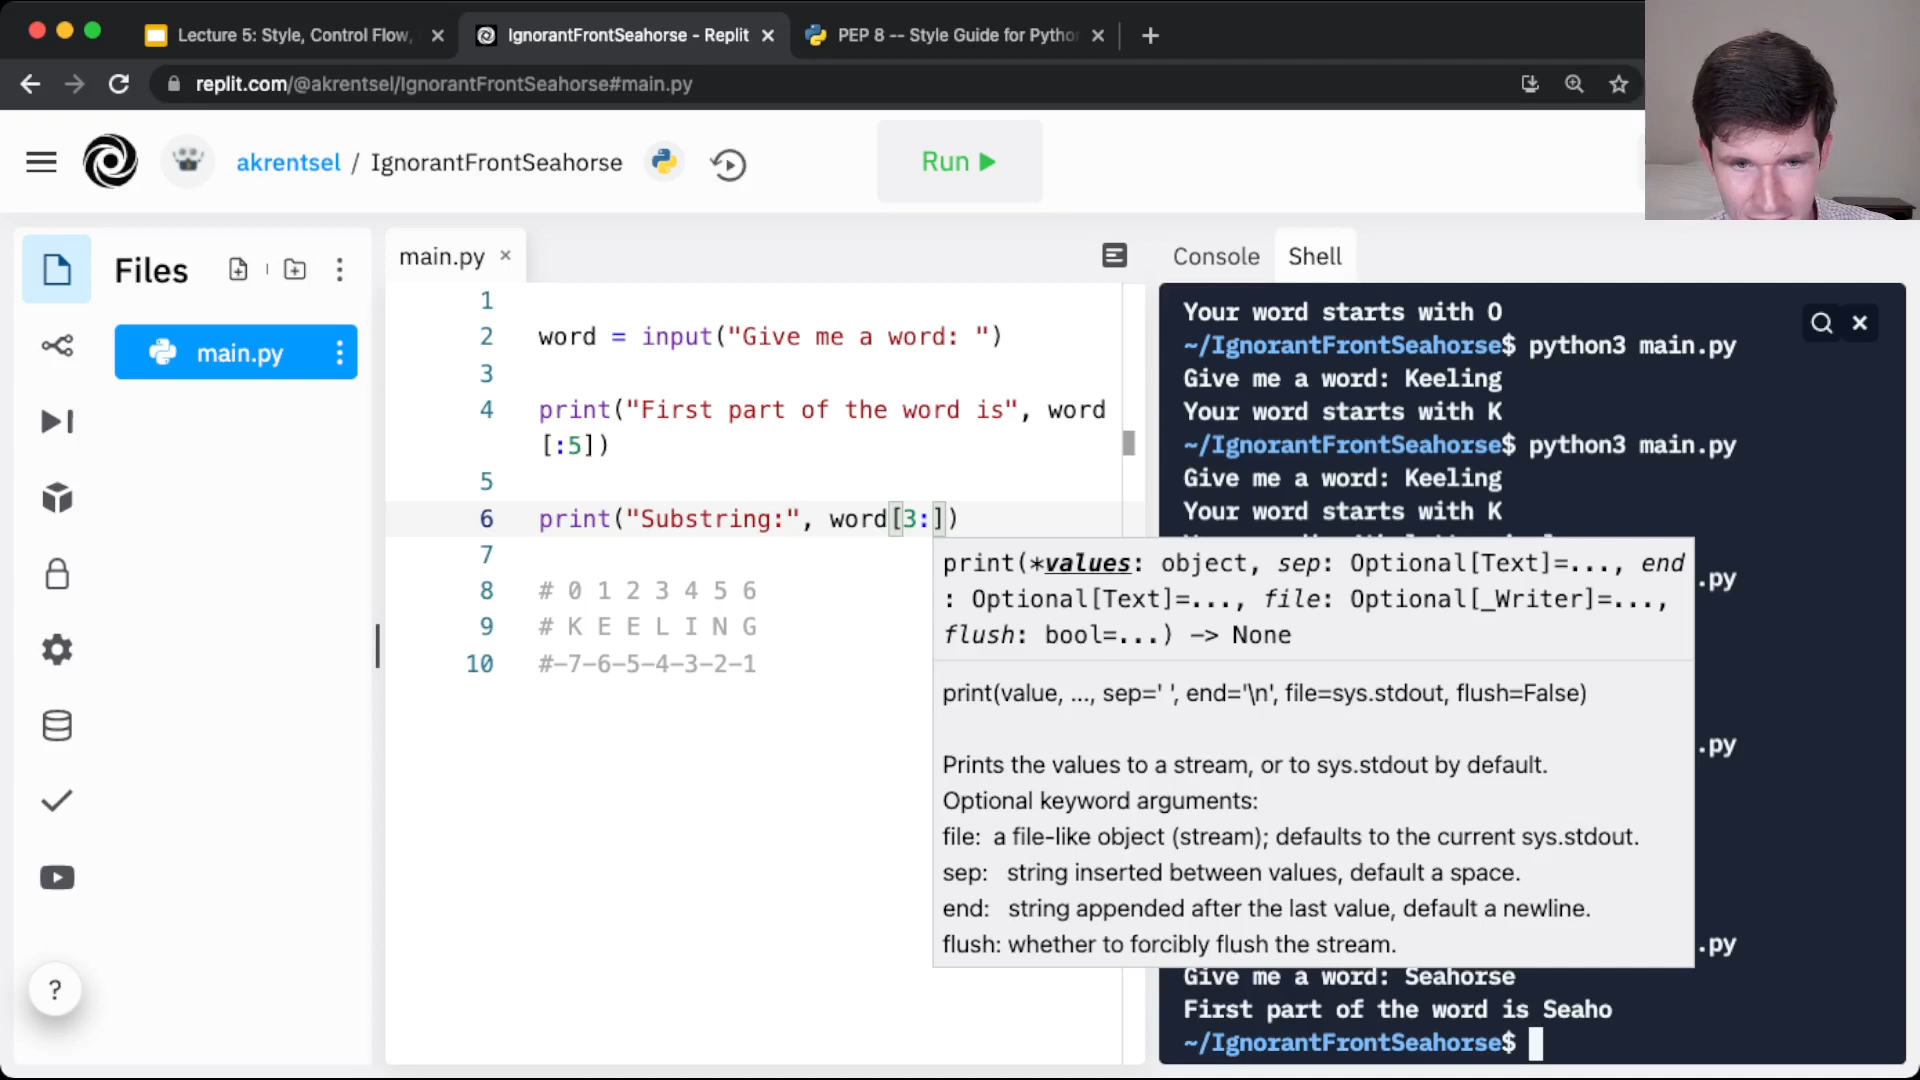 Lecture 5: Style, Control Flow,
IgnorantFrontSeahorse - Replit
PEP 8 -- Style Guide for Pytho
replit.com/@akrentsel/IgnorantFrontSeahorse#main.py
akrentsel / IgnorantFrontSeahorse
Run
Files
main.py
main.py
1
2 word = input("Give me a word: ")
3
4 print("First part of the word is", word
[:5])
5
6 print("Substring:", word[3:])
7
8 # 0 1 2 3 4 5 6
9 # K E E L I N G
10 #-7-6-5-4-3-2-1
print(*values: object, sep: Optional[Text]=..., end
: Optional[Text]=..., file: Optional[_Writer]=...,
flush: bool=...) -> None
print(value, ..., sep=' ', end='\n', file=sys.stdout, flush=False)
Prints the values to a stream, or to sys.stdout by default.
Optional keyword arguments:
file: a file-like object (stream); defaults to the current sys.stdout.
sep: string inserted between values, default a space.
end: string appended after the last value, default a newline.
flush: whether to forcibly flush the stream.
Console
Shell
Your word starts with O
~/IgnorantFrontSeahorse$ python3 main.py
Give me a word: Keeling
Your word starts with K
~/IgnorantFrontSeahorse$ python3 main.py
Give me a word: Keeling
Your word starts with K
.py
.py
.py
Give me a word: Seahorse
First part of the word is Seaho
~/IgnorantFrontSeahorse$
?